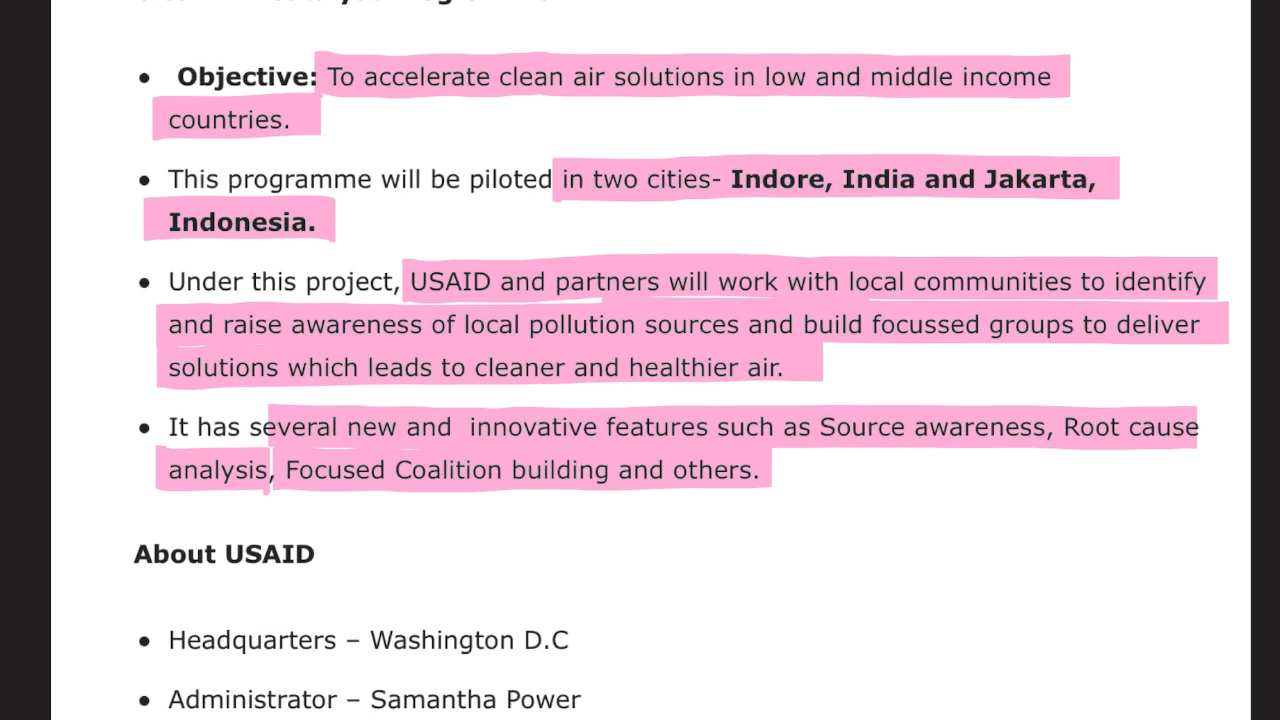 • Objective: To accelerate clean air solutions in low and middle income
countries.
• This programme will be piloted in two cities- Indore, India and Jakarta,
Indonesia.
• Under this project, USAID and partners will work with local communities to identify
and raise awareness of local pollution sources and build focussed groups to deliver
solutions which leads to cleaner and healthier air.
• It has several new and  innovative features such as Source awareness, Root cause
analysis, Focused Coalition building and others.
About USAID
• Headquarters – Washington D.C
• Administrator – Samantha Power